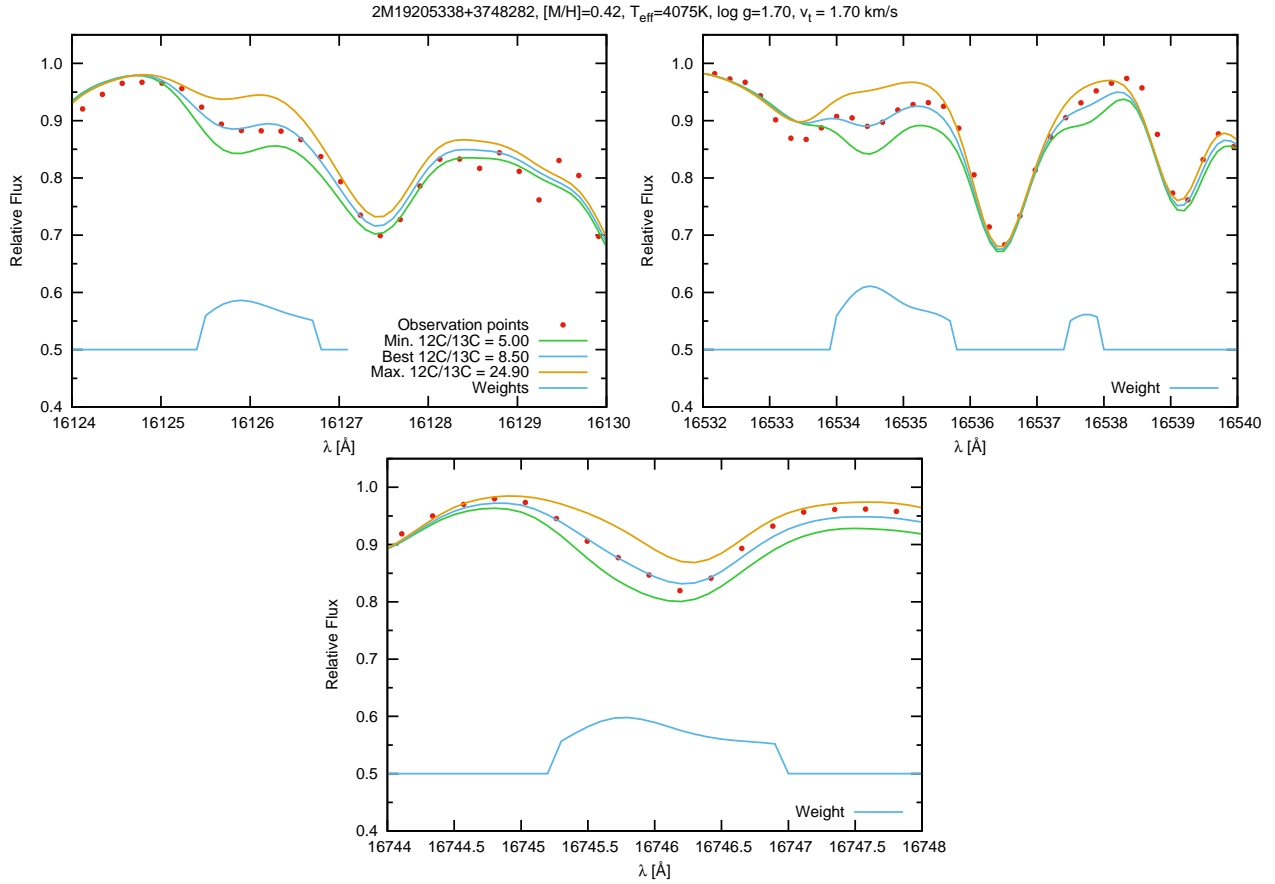 2M19205338+3748282, [M/H]=0.42, Teff=4075K, log g=1.70, vt = 1.70 km/s
1.0
0.9
0.8
0.7
0.6
0.5
0.4
Relative Flux
Observation points
Min. 12C/13C = 5.00
Best 12C/13C = 8.50
Max. 12C/13C = 24.90
Weights
16124 16125 16126 16127 16128 16129 16130
λ [Å]
1.0
0.9
0.8
0.7
0.6
0.5
0.4
Relative Flux
Weight
16532 16533 16534 16535 16536 16537 16538 16539 16540
λ [Å]
1.0
0.9
0.8
0.7
0.6
0.5
0.4
Relative Flux
Weight
16744 16744.5 16745 16745.5 16746 16746.5 16747 16747.5 16748
λ [Å]